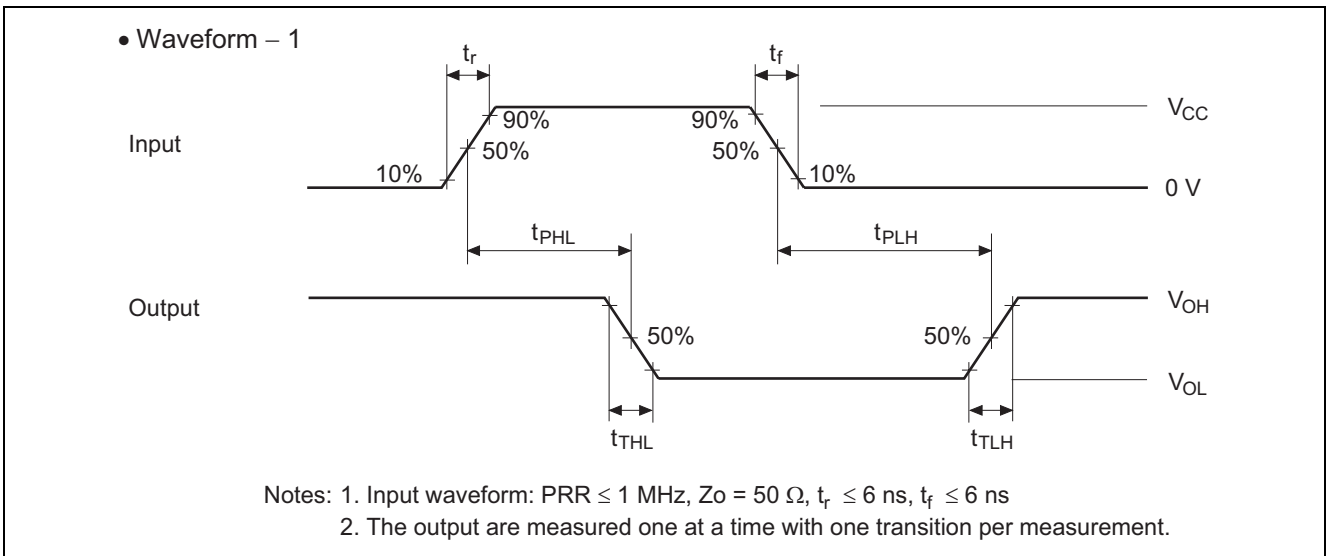 • Waveform – 1
tr
tf
90%
90%
VCC
Input
50%
50%
10%
10%
0 V
tPHL
tPLH
Output
VOH
50%
50%
VOL
tTHL
tTLH
Notes: 1. Input waveform: PRR ≤ 1 MHz, Zo = 50 Ω, tr ≤ 6 ns, tf ≤ 6 ns
2. The output are measured one at a time with one transition per measurement.